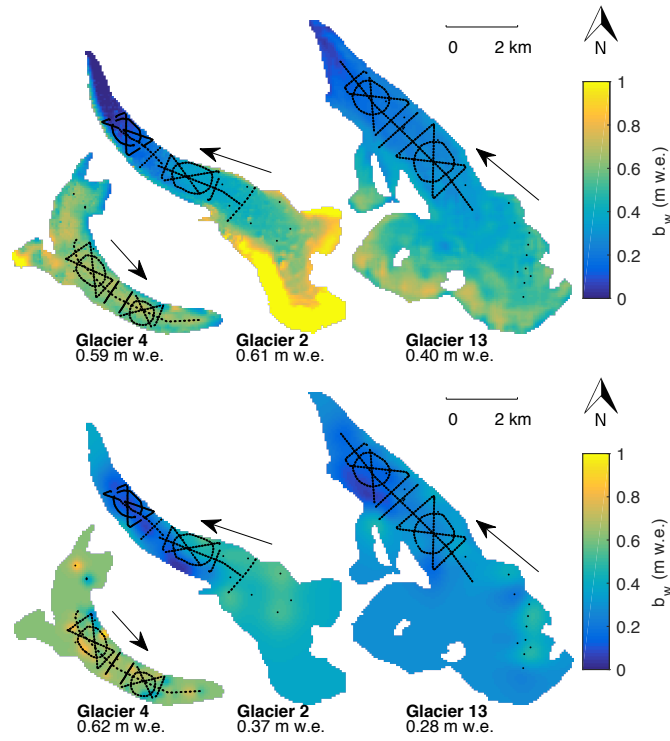 0 2 km
N
1
0.8
0.6
0.4
0.2
0
b_w (m w.e.)
Glacier 4
0.59 m w.e.
Glacier 2
0.61 m w.e.
Glacier 13
0.40 m w.e.
0 2 km
N
1
0.8
0.6
0.4
0.2
0
b_w (m w.e.)
Glacier 4
0.62 m w.e.
Glacier 2
0.37 m w.e.
Glacier 13
0.28 m w.e.